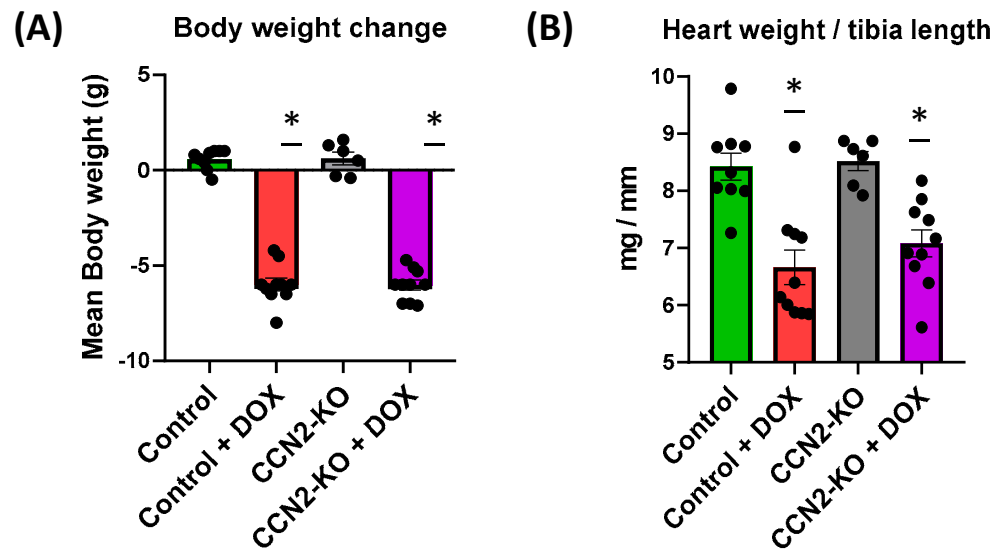 (A)
Body weight change
Mean Body weight (g)
5
0
-5
-10
*
*
Control
Control + DOX
CCN2-KO
CCN2-KO + DOX
(B)
Heart weight / tibia length
mg / mm
10
9
8
7
6
5
*
*
Control
Control + DOX
CCN2-KO
CCN2-KO + DOX